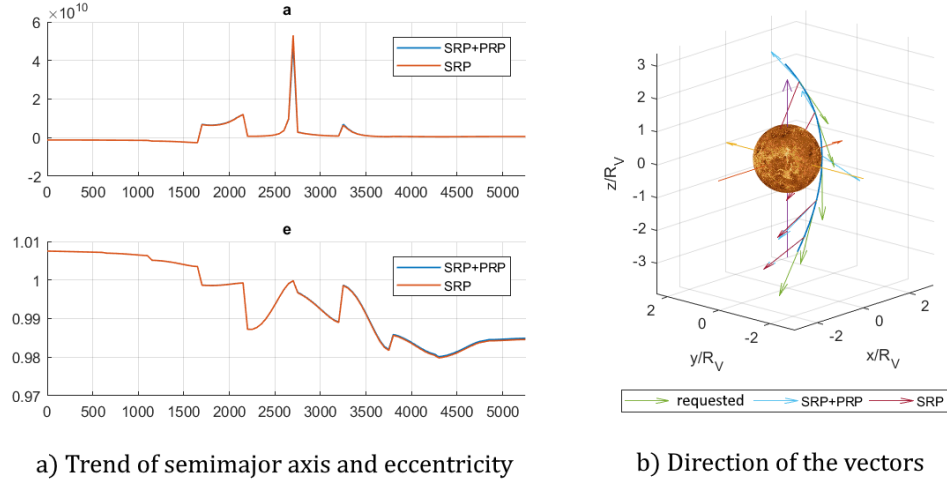 a
×10^10
6
4
2
0
-2
SRP+PRP
SRP
0 500 1000 1500 2000 2500 3000 3500 4000 4500 5000
e
1.01
1
0.99
0.98
0.97
SRP+PRP
SRP
0 500 1000 1500 2000 2500 3000 3500 4000 4500 5000
a) Trend of semimajor axis and eccentricity
z/R_V
3
2
1
0
-1
-2
-3
2 0 -2
y/R_V
-2 0 2
x/R_V
requested SRP+PRP SRP
b) Direction of the vectors